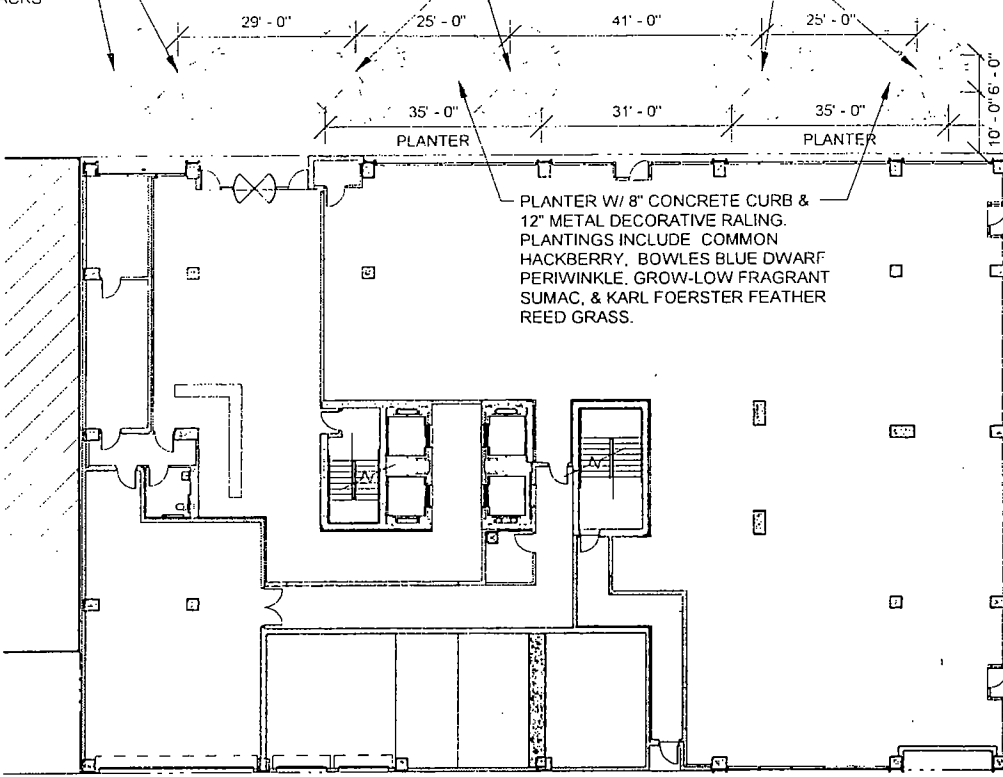 ACKS
29' - 0"
25' - 0"
41' - 0"
25' - 0"
6' - 0"
10' - 0"
35' - 0"
31' - 0"
35' - 0"
PLANTER
PLANTER
PLANTER W/ 8" CONCRETE CURB &
12" METAL DECORATIVE RALING.
PLANTINGS INCLUDE COMMON
HACKBERRY, BOWLES BLUE DWARF
PERIWINKLE, GROW-LOW FRAGRANT
SUMAC, & KARL FOERSTER FEATHER
REED GRASS.